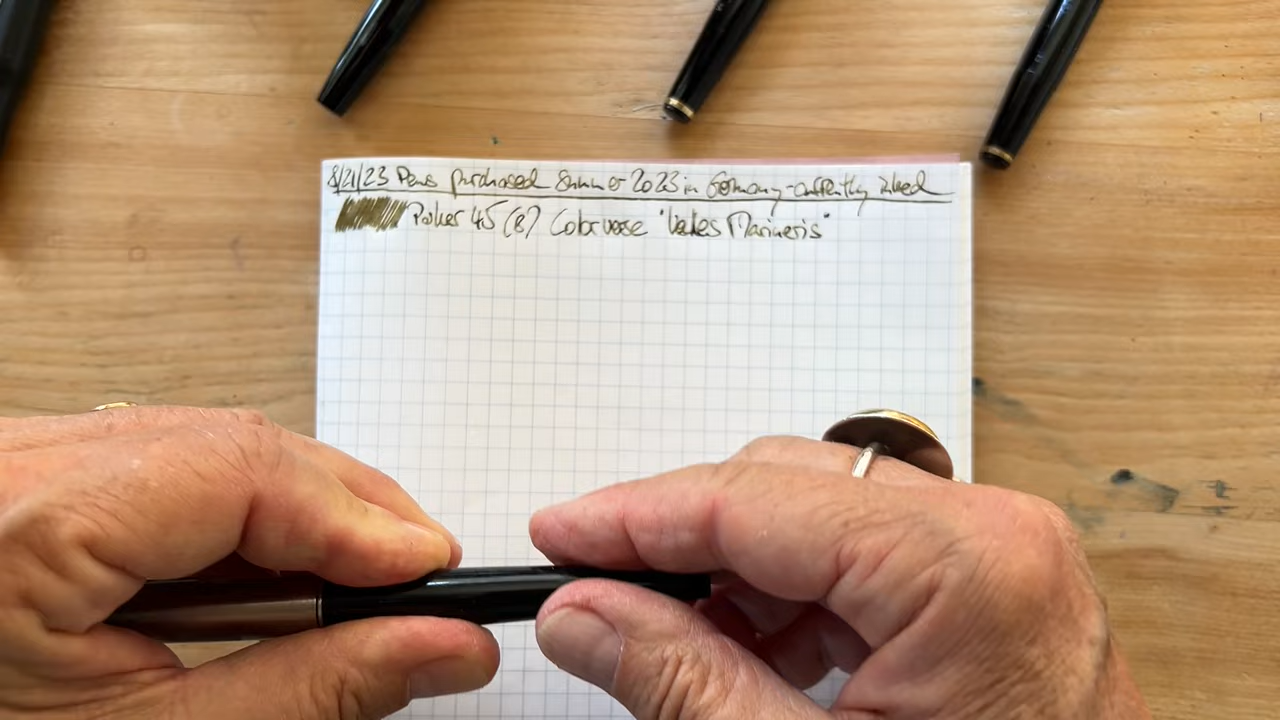 8/21/23 Pens purchased Summer 2023 in Germany - currently inked
Parker 45 (B) Colorverse "Valles Marineris"